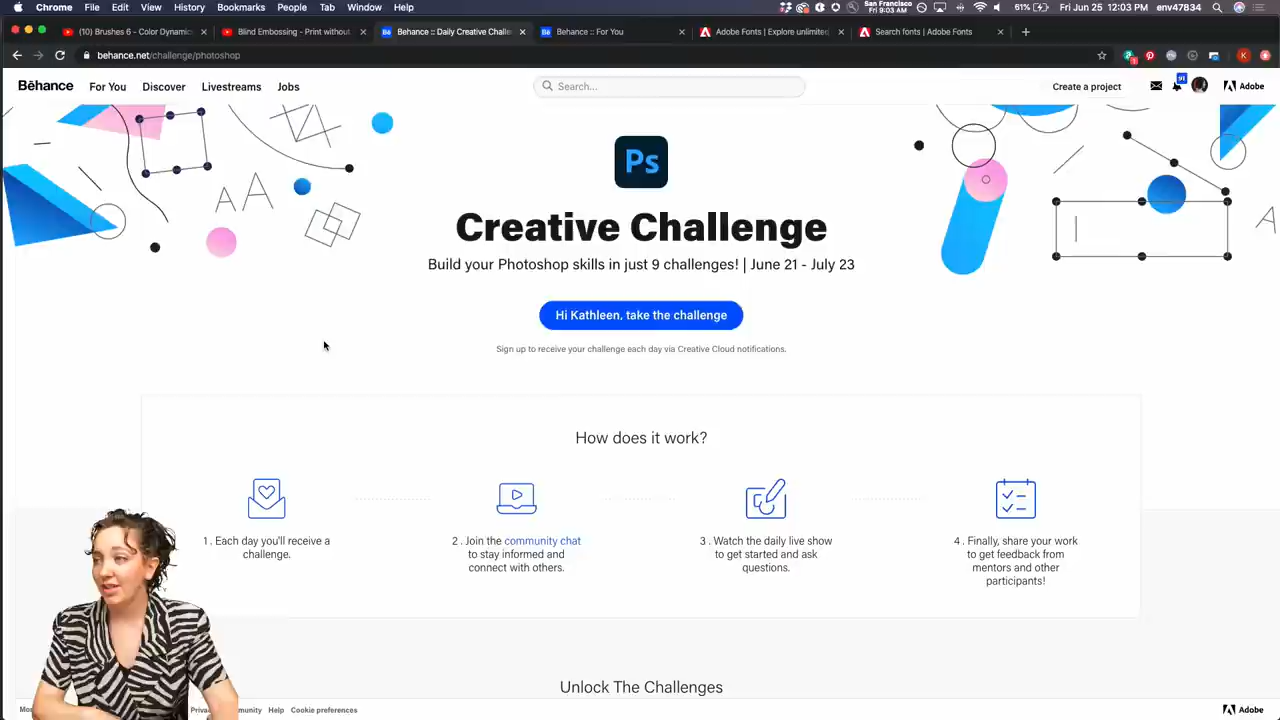 Chrome File Edit View History Bookmarks People Tab Window Help San Francisco Fri 9:03 AM Fri Jun 25 12:03 PM env47834
(10) Brushes 6 - Color Dynamic Blind Embossing - Print without Behance :: Daily Creative Challe Behance :: For You Adobe Fonts | Explore unlimited Search fonts | Adobe Fonts
behance.net/challenge/photoshop
Bēhance For You Discover Livestreams Jobs Search... Create a project 91 Adobe
Ps
A A
A
Creative Challenge
Build your Photoshop skills in just 9 challenges! | June 21 - July 23
Hi Kathleen, take the challenge
Sign up to receive your challenge each day via Creative Cloud notifications.
How does it work?
1 . Each day you'll receive a
challenge.
2 . Join the community chat
to stay informed and
connect with others.
3 . Watch the daily live show
to get started and ask
questions.
4 . Finally, share your work
to get feedback from
mentors and other
participants!
Unlock The Challenges
Help Cookie preferences Adobe